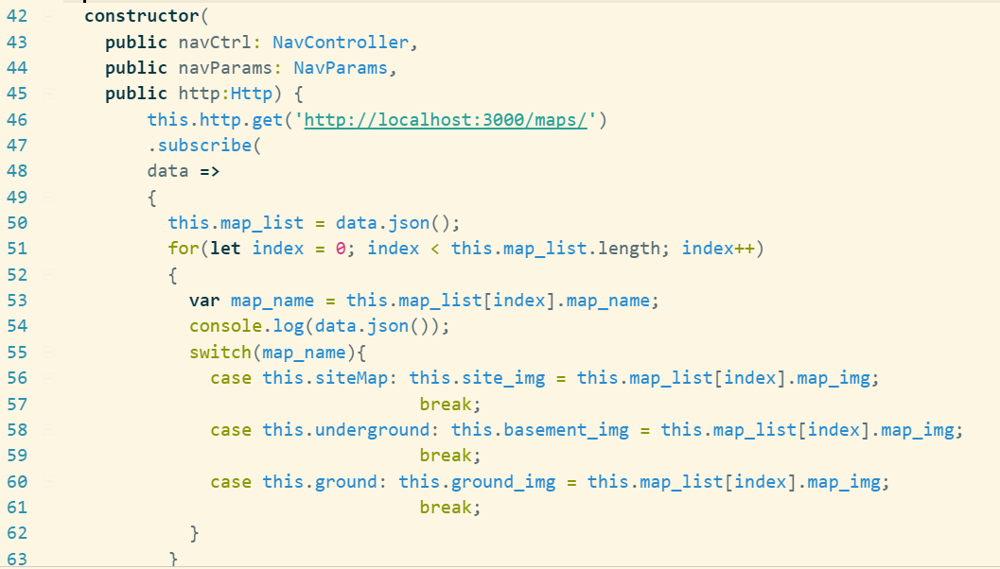 42 constructor(
43 public navCtrl: NavController,
44 public navParams: NavParams,
45 public http:Http) {
46 this.http.get('http://localhost:3000/maps/')
47 .subscribe(
48 data =>
49 {
50 this.map_list = data.json();
51 for(let index = 0; index < this.map_list.length; index++)
52 {
53 var map_name = this.map_list[index].map_name;
54 console.log(data.json());
55 switch(map_name){
56 case this.siteMap: this.site_img = this.map_list[index].map_img;
57 break;
58 case this.underground: this.basement_img = this.map_list[index].map_img;
59 break;
60 case this.ground: this.ground_img = this.map_list[index].map_img;
61 break;
62 }
63 }